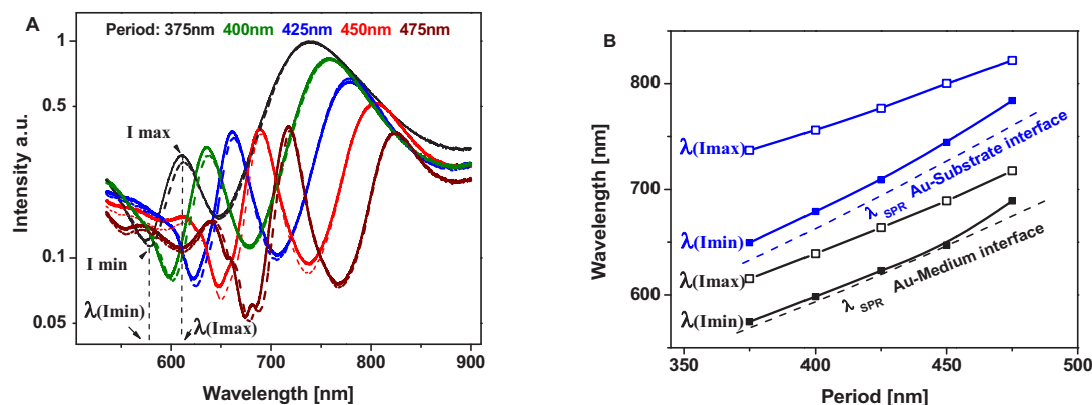 A
Period: 375nm 400nm 425nm 450nm 475nm
1
0.5
0.1
0.05
Intensity a.u.
I max
I min
λ(Imin)
λ(Imax)
600
700
800
900
Wavelength [nm]
B
800
700
600
Wavelength [nm]
λ(Imax)
λ(Imin)
λ(Imax)
λ(Imin)
λ SPR Au-Substrate interface
λ SPR Au-Medium interface
350
400
450
500
Period [nm]